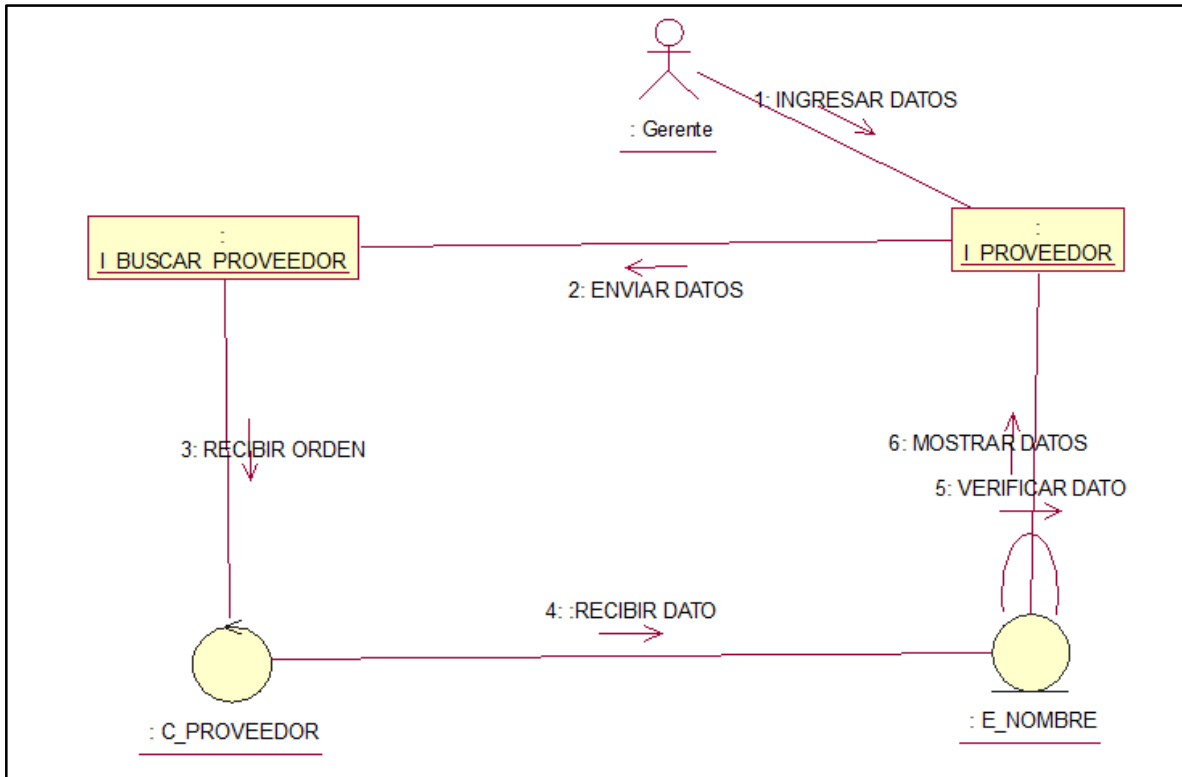 1: INGRESAR DATOS
: Gerente
:
I_BUSCAR_PROVEEDOR
:
I_PROVEEDOR
2: ENVIAR DATOS
3: RECIBIR ORDEN
6: MOSTRAR DATOS
5: VERIFICAR DATO
4: :RECIBIR DATO
: C_PROVEEDOR
: E_NOMBRE